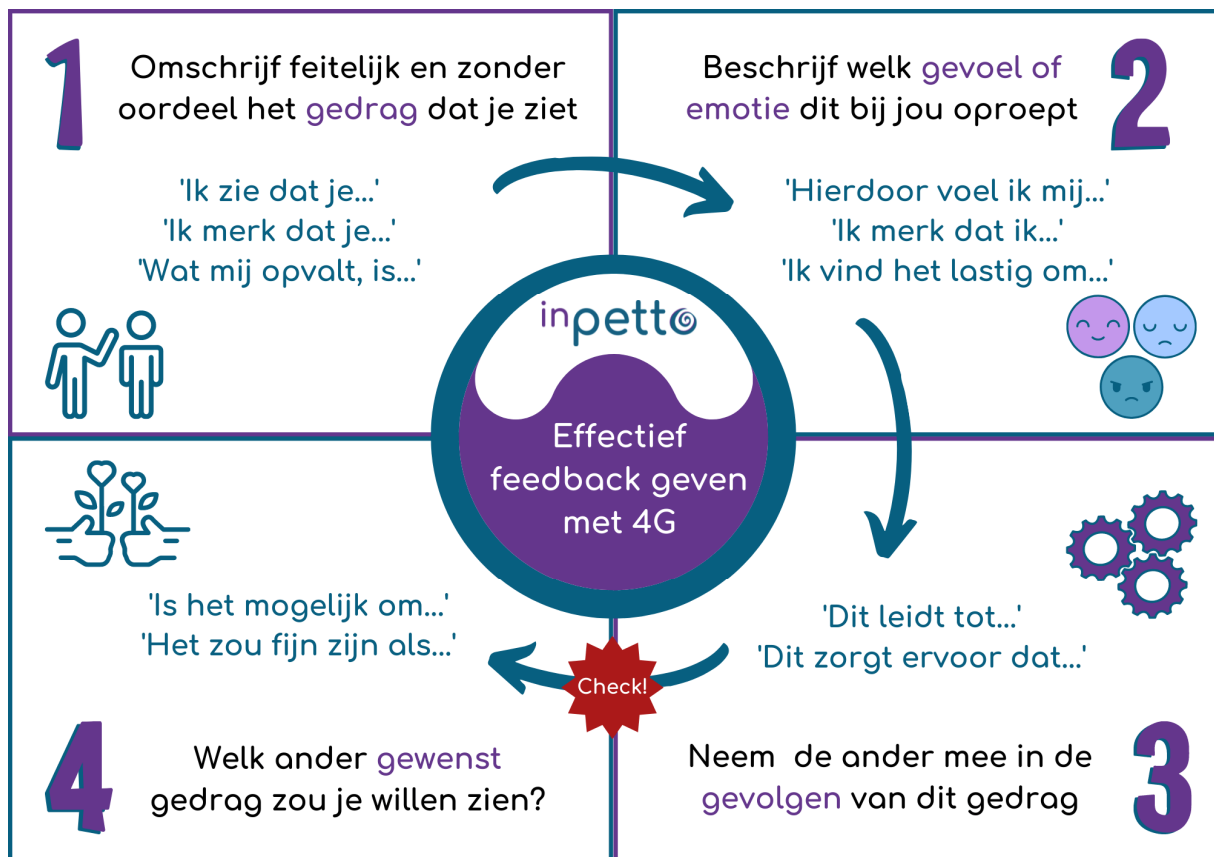 1
Omschrijf feitelijk en zonder
oordeel het gedrag dat je ziet
'Ik zie dat je...'
'Ik merk dat je...'
'Wat mij opvalt, is...'
Beschrijf welk gevoel of
emotie dit bij jou oproept
2
'Hierdoor voel ik mij...'
'Ik merk dat ik...'
'Ik vind het lastig om...'
inpetto
Effectief
feedback geven
met 4G
'Dit leidt tot...'
'Dit zorgt ervoor dat...'
Neem de ander mee in de
gevolgen van dit gedrag
3
Check!
'Is het mogelijk om...'
'Het zou fijn zijn als...'
4
Welk ander gewenst
gedrag zou je willen zien?